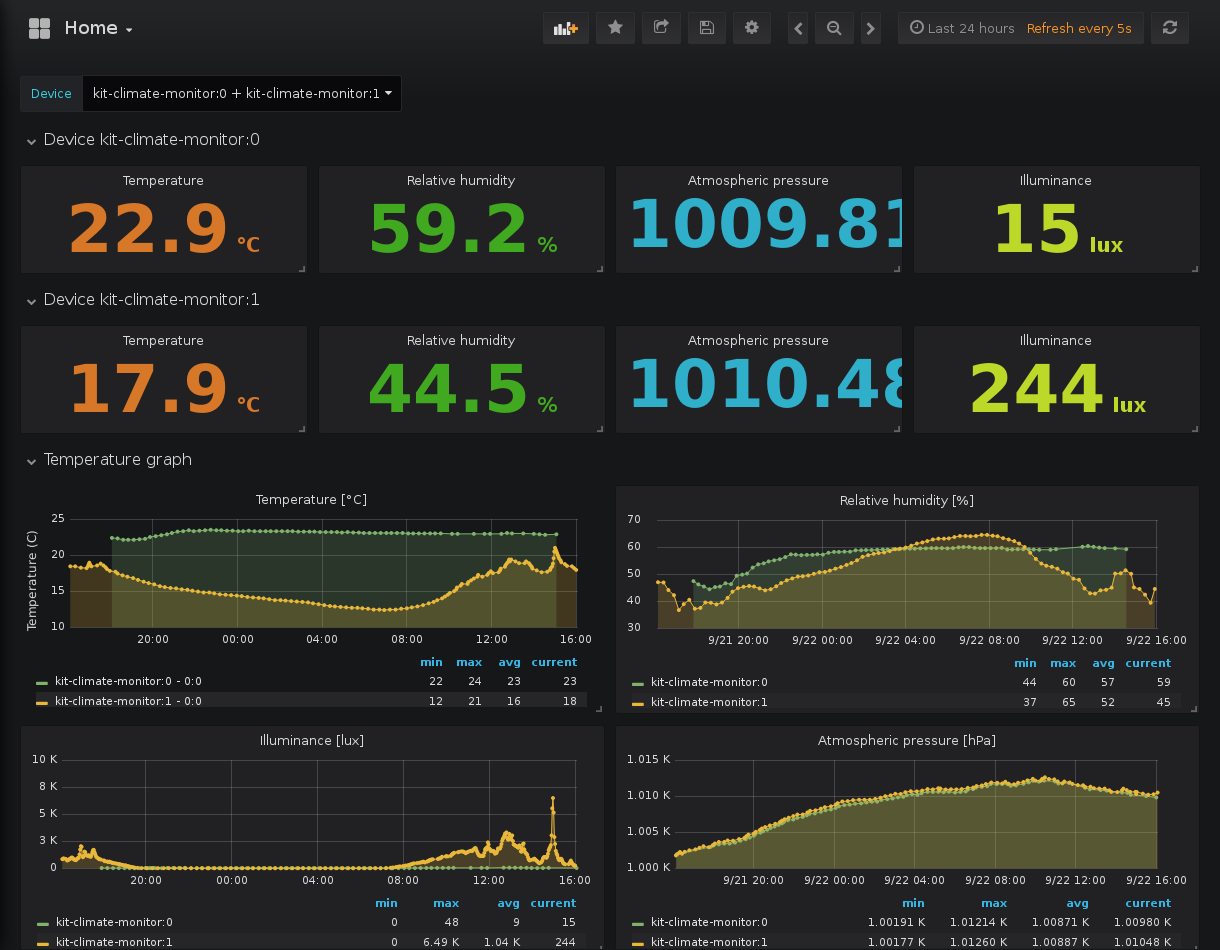 Home
Last 24 hours Refresh every 5s
Device kit-climate-monitor:0 + kit-climate-monitor:1
Device kit-climate-monitor:0
Temperature Relative humidity Atmospheric pressure Illuminance
22.9 °C 59.2 % 1009.81 15 lux
Device kit-climate-monitor:1
Temperature Relative humidity Atmospheric pressure Illuminance
17.9 °C 44.5 % 1010.48 244 lux
Temperature graph
Temperature [°C]
Temperature (C)
25
20
15
10
20:00 00:00 04:00 08:00 12:00 16:00
min max avg current
kit-climate-monitor:0 - 0:0 22 24 23 23
kit-climate-monitor:1 - 0:0 12 21 16 18
Relative humidity [%]
70
60
50
40
30
9/21 20:00 9/22 00:00 9/22 04:00 9/22 08:00 9/22 12:00 9/22 16:00
min max avg current
kit-climate-monitor:0 44 60 57 59
kit-climate-monitor:1 37 65 52 45
Illuminance [lux]
10 K
8 K
5 K
3 K
0
20:00 00:00 04:00 08:00 12:00 16:00
min max avg current
kit-climate-monitor:0 0 48 9 15
kit-climate-monitor:1 0 6.49 K 1.04 K 244
Atmospheric pressure [hPa]
1.015 K
1.010 K
1.005 K
1.000 K
9/21 20:00 9/22 00:00 9/22 04:00 9/22 08:00 9/22 12:00 9/22 16:00
min max avg current
kit-climate-monitor:0 1.00191 K 1.01214 K 1.00871 K 1.00980 K
kit-climate-monitor:1 1.00177 K 1.01260 K 1.00887 K 1.01048 K